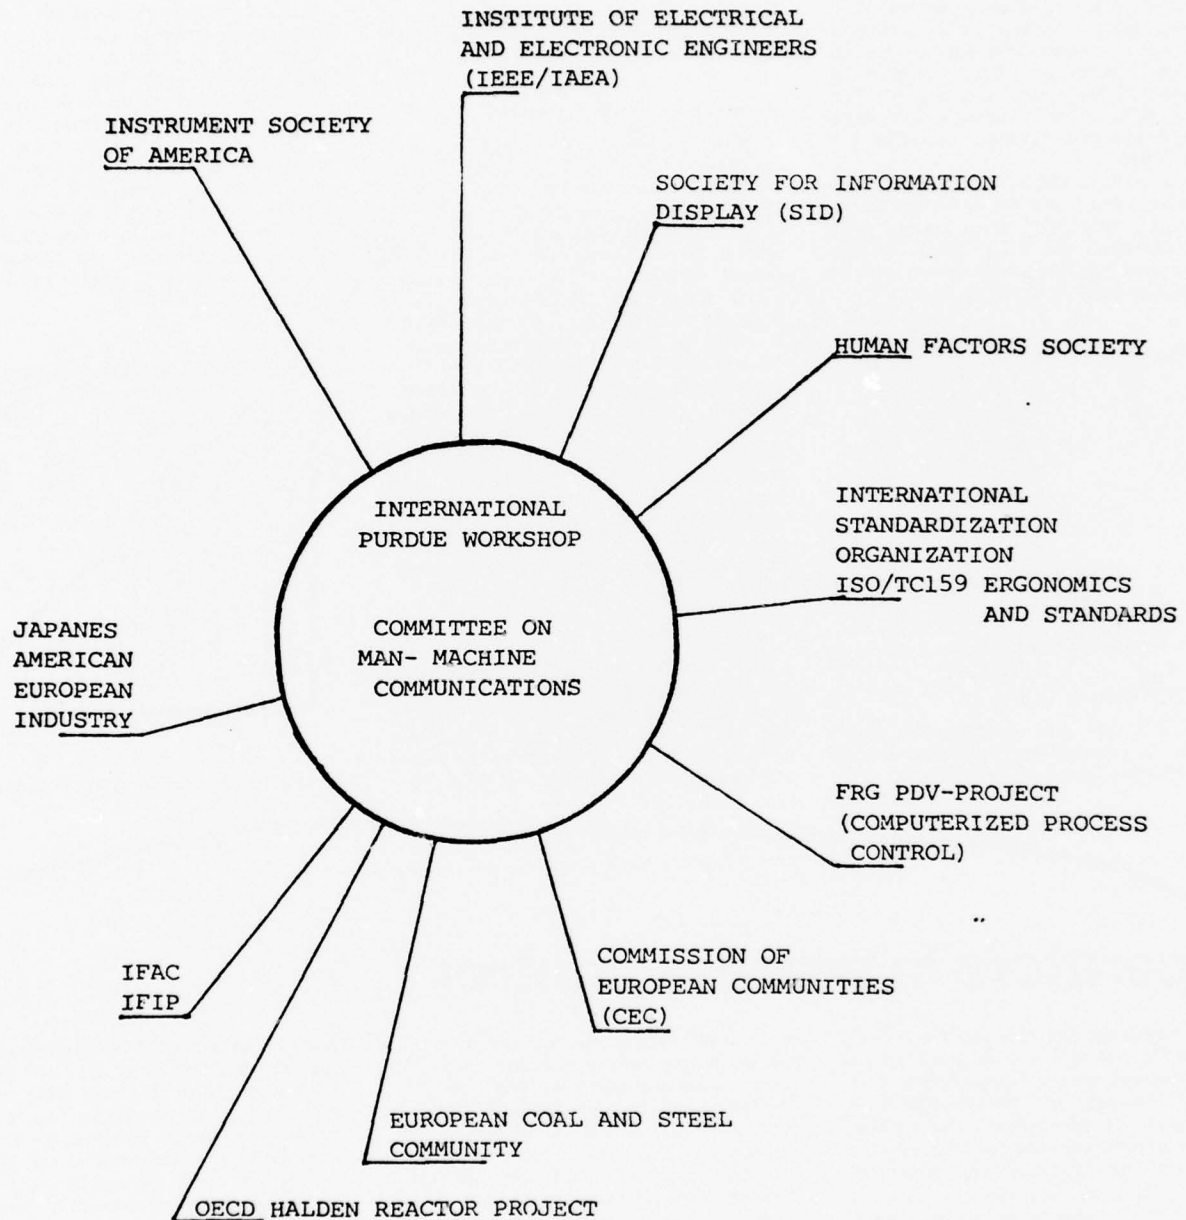 INSTITUTE OF ELECTRICAL
AND ELECTRONIC ENGINEERS
(IEEE/IAEA)
INSTRUMENT SOCIETY
OF AMERICA
SOCIETY FOR INFORMATION
DISPLAY (SID)
HUMAN FACTORS SOCIETY
INTERNATIONAL
PURDUE WORKSHOP
COMMITTEE ON
MAN- MACHINE
COMMUNICATIONS
INTERNATIONAL
STANDARDIZATION
ORGANIZATION
ISO/TC159 ERGONOMICS
AND STANDARDS
JAPANES
AMERICAN
EUROPEAN
INDUSTRY
FRG PDV-PROJECT
(COMPUTERIZED PROCESS
CONTROL)
IFAC
IFIP
COMMISSION OF
EUROPEAN COMMUNITIES
(CEC)
EUROPEAN COAL AND STEEL
COMMUNITY
OECD HALDEN REACTOR PROJECT